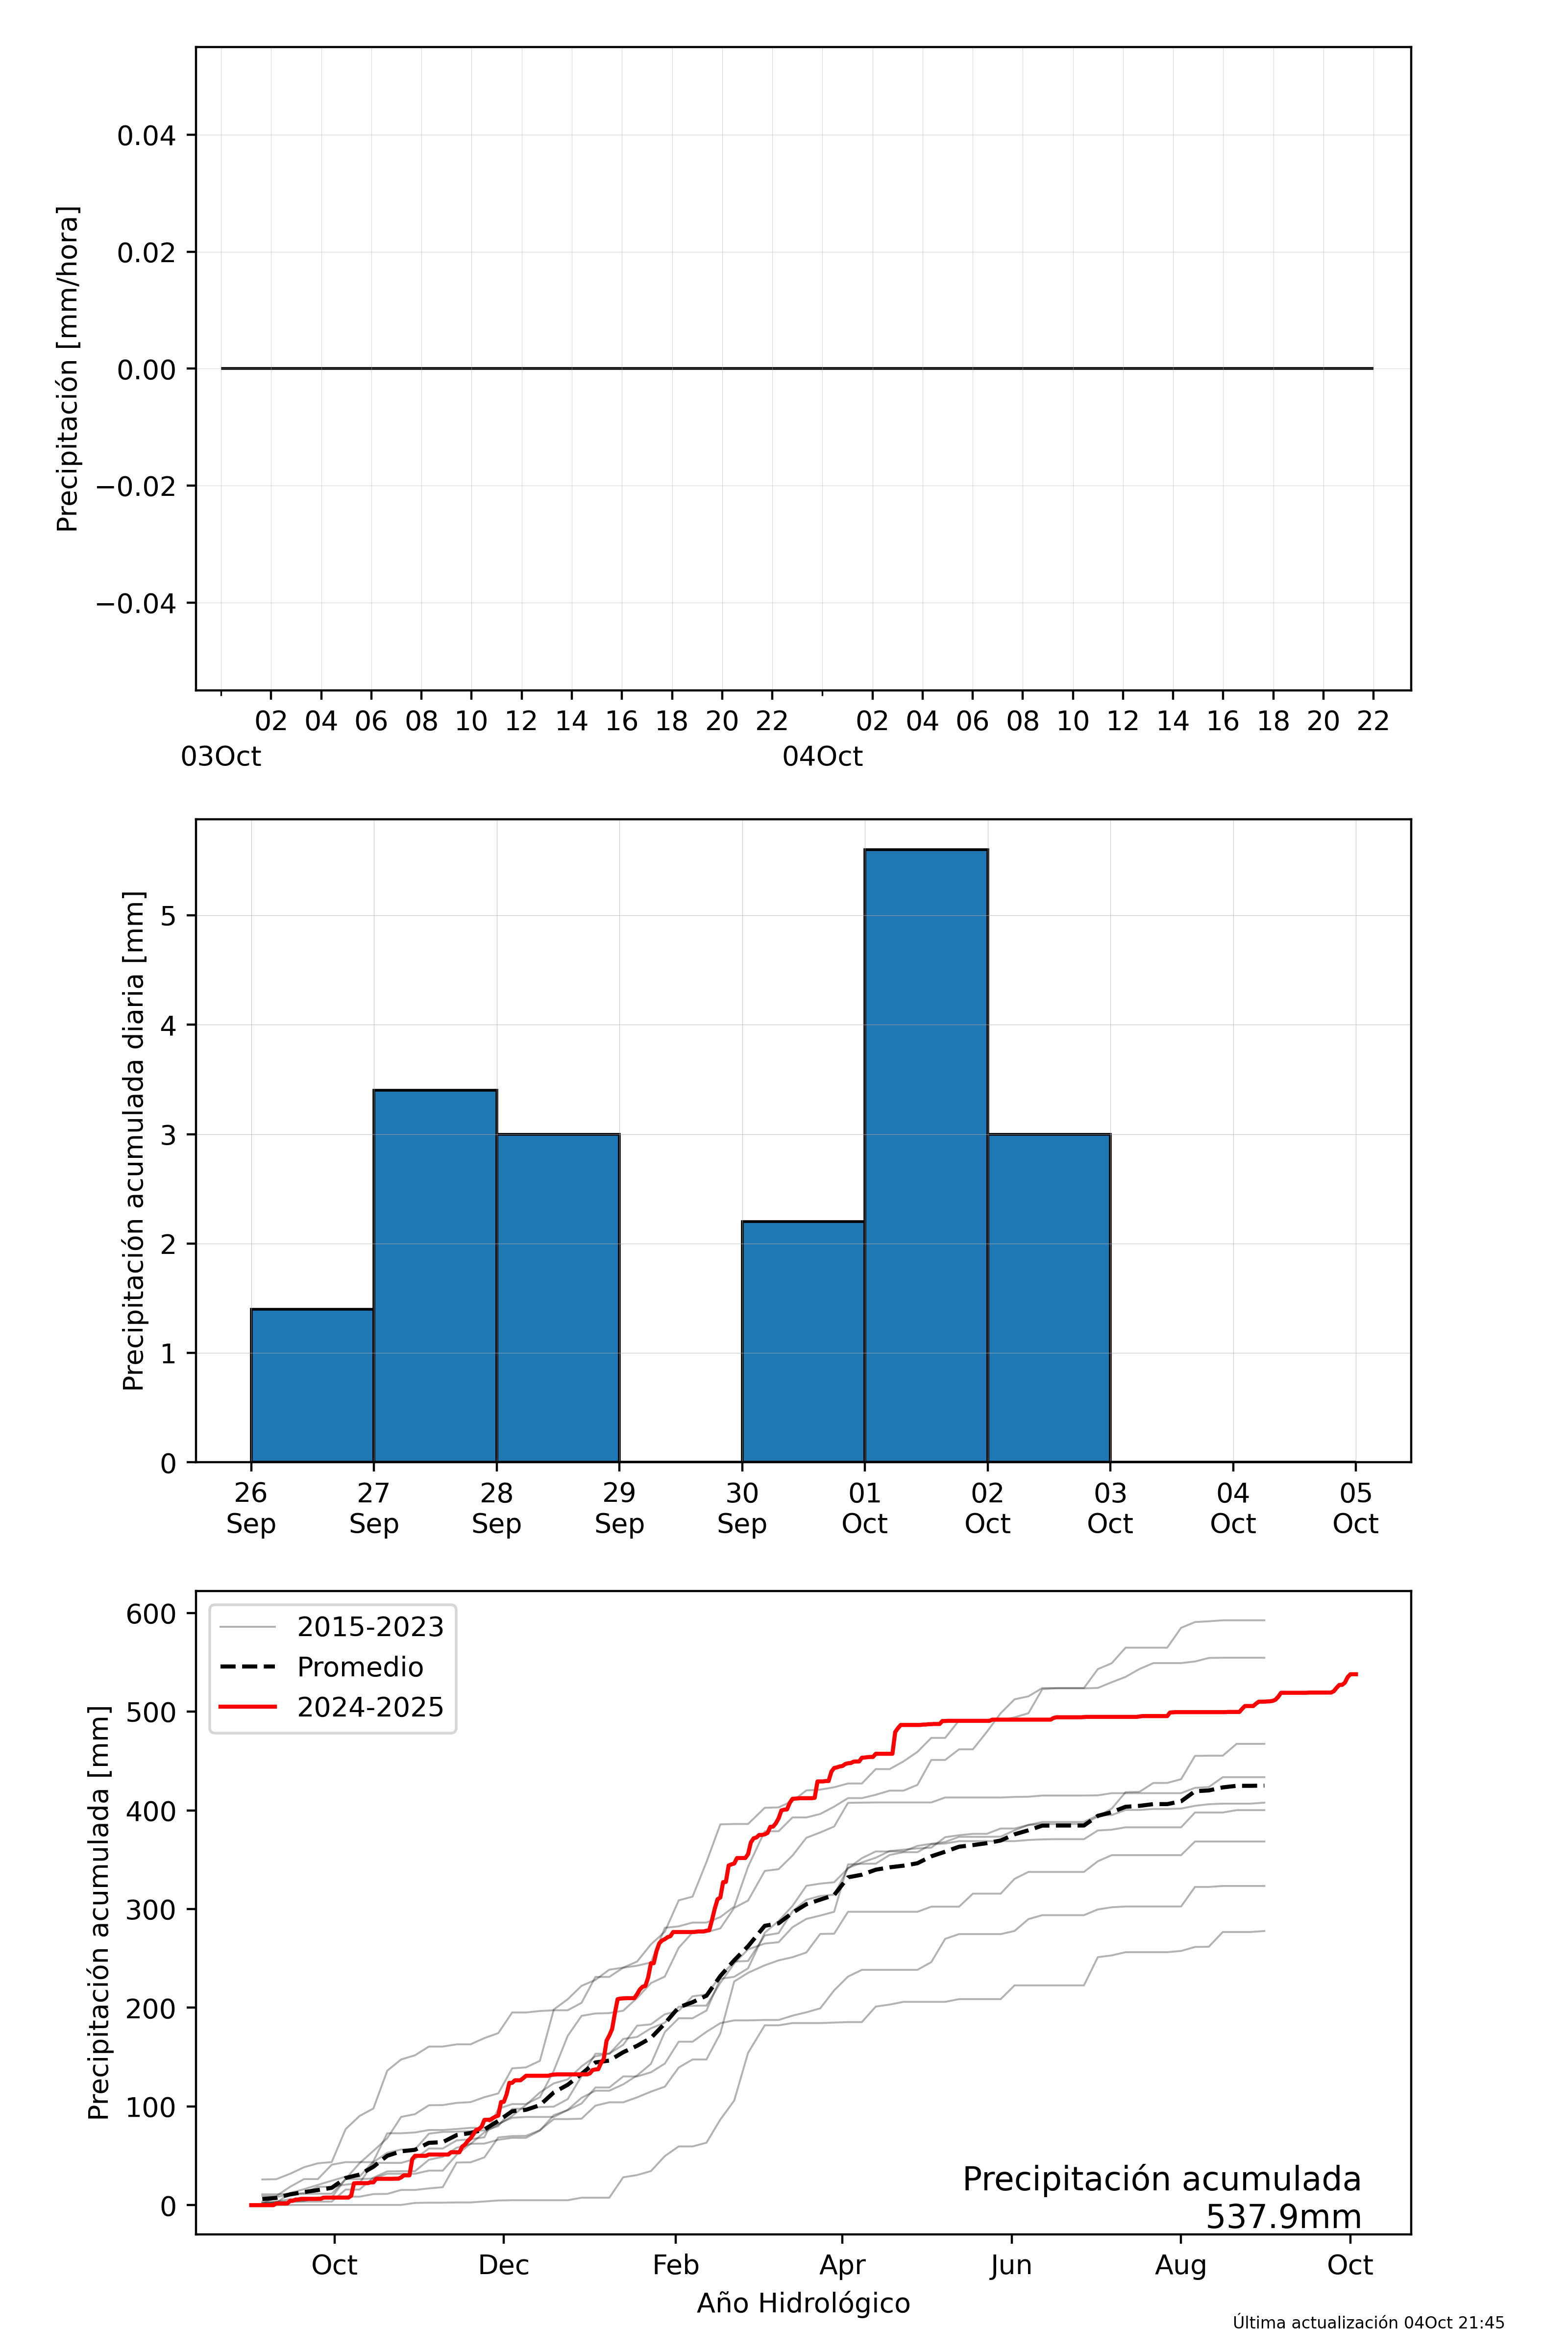 Precipitación [mm/hora]
0.04
0.02
0.00
−0.02
−0.04
02 04 06 08 10 12 14 16 18 20 22 02 04 06 08 10 12 14 16 18 20 22
03Oct 04Oct
Precipitación acumulada diaria [mm]
5
4
3
2
1
0
26 27 28 29 30 01 02 03 04 05
Sep Sep Sep Sep Sep Oct Oct Oct Oct Oct
Precipitación acumulada [mm]
600
500
400
300
200
100
0
2015-2023
Promedio
2024-2025
Precipitación acumulada
537.9mm
Oct Dec Feb Apr Jun Aug Oct
Año Hidrológico
Última actualización 04Oct 21:45